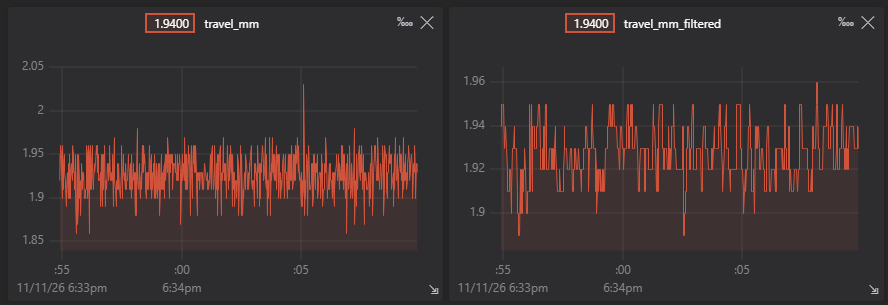 1.9400 travel_mm
2.05
2
1.95
1.9
1.85
:55 :00 :05
11/11/26 6:33pm 6:34pm
1.9400 travel_mm_filtered
1.96
1.94
1.92
1.9
:55 :00 :05
11/11/26 6:33pm 6:34pm